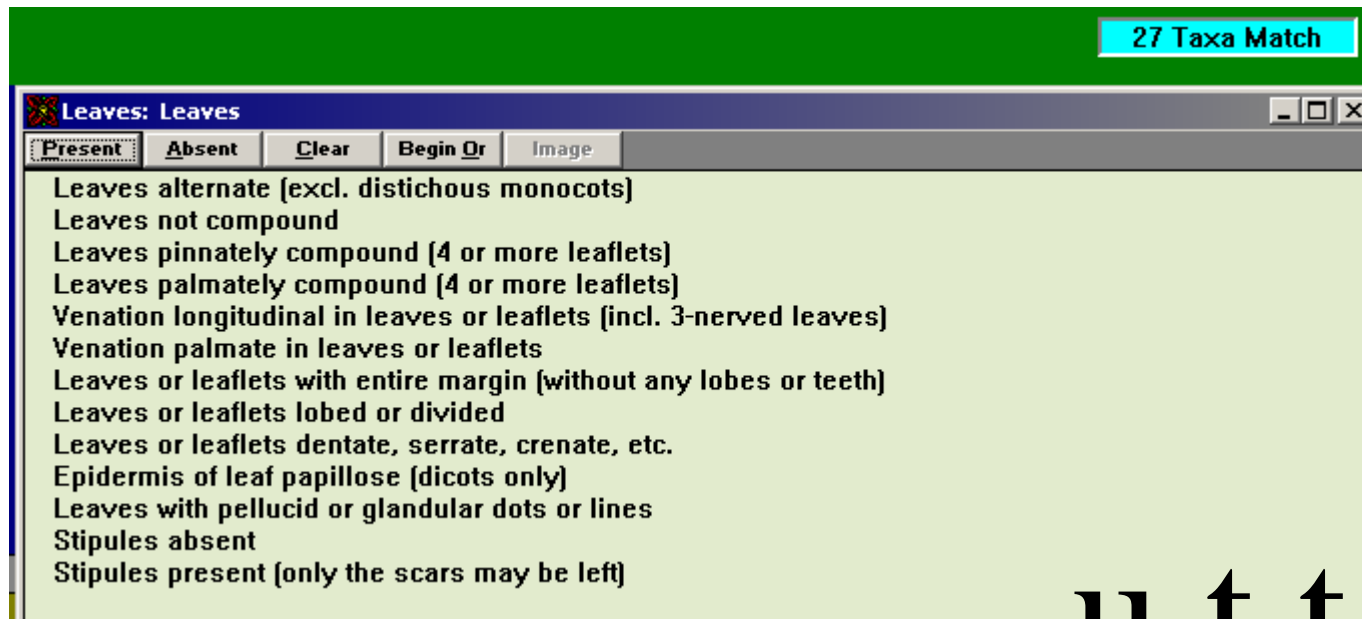 27 Taxa Match
Leaves: Leaves
Present Absent Clear Begin Or Image
Leaves alternate (excl. distichous monocots)
Leaves not compound
Leaves pinnately compound (4 or more leaflets)
Leaves palmately compound (4 or more leaflets)
Venation longitudinal in leaves or leaflets (incl. 3-nerved leaves)
Venation palmate in leaves or leaflets
Leaves or leaflets with entire margin (without any lobes or teeth)
Leaves or leaflets lobed or divided
Leaves or leaflets dentate, serrate, crenate, etc.
Epidermis of leaf papillose (dicots only)
Leaves with pellucid or glandular dots or lines
Stipules absent
Stipules present (only the scars may be left)